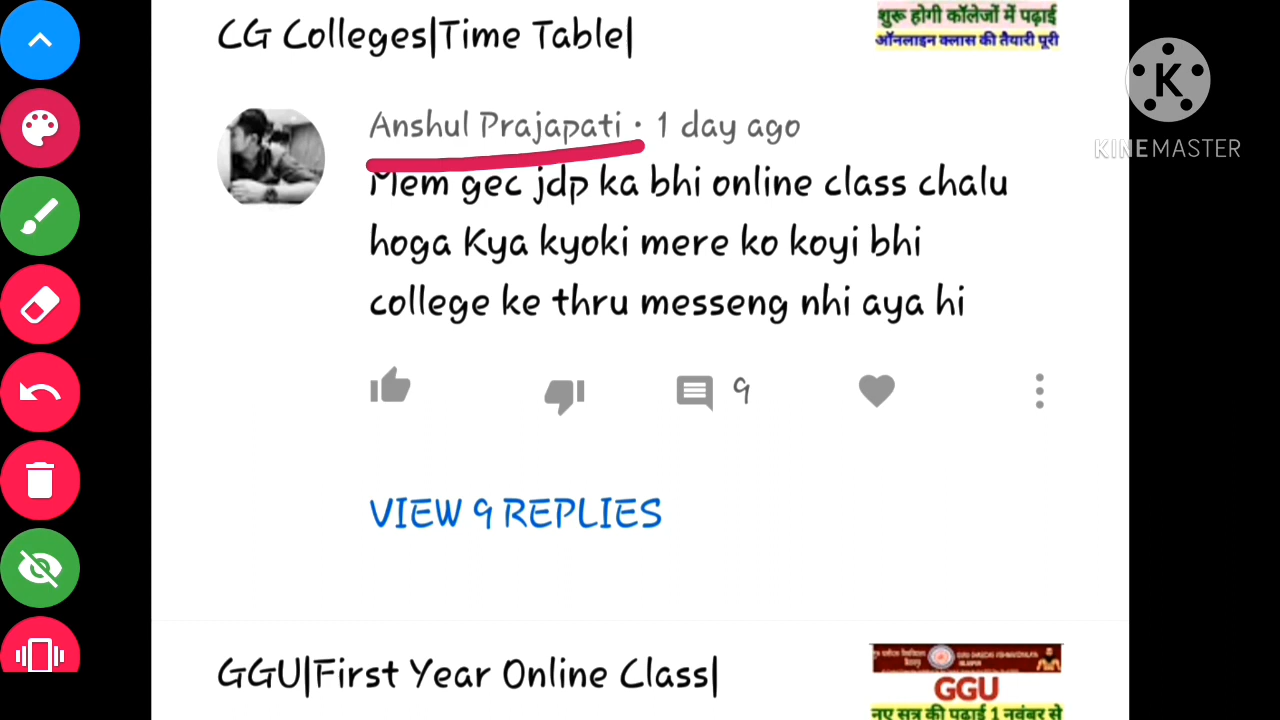 CG Colleges|Time Table|
शुरू होगी कॉलेजों में पढ़ाई
ऑनलाइन क्लास की तैयारी पूरी
K
KINEMASTER
Anshul Prajapati · 1 day ago
Mem gec jdp ka bhi online class chalu
hoga Kya kyoki mere ko koyi bhi
college ke thru messeng nhi aya hi
9
VIEW 9 REPLIES
GGU|First Year Online Class|
GGU
नए सत्र की पढाई 1 नवंबर से